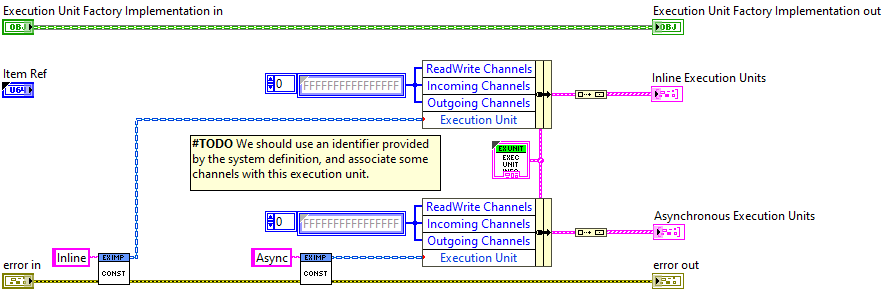 Execution Unit Factory Implementation in
OBJ
Execution Unit Factory Implementation out
OBJ
Item Ref
U64
0
FFFFFFFFFFFFFFFF
ReadWrite Channels
Incoming Channels
Outgoing Channels
Execution Unit
Inline Execution Units
#TODO We should use an identifier provided
by the system definition, and associate some
channels with this execution unit.
EXUNIT
EXEC
UNIT
INFO
0
FFFFFFFFFFFFFFFF
ReadWrite Channels
Incoming Channels
Outgoing Channels
Execution Unit
Asynchronous Execution Units
Inline
EXIMP
CONST
Async
EXIMP
CONST
error in
error out